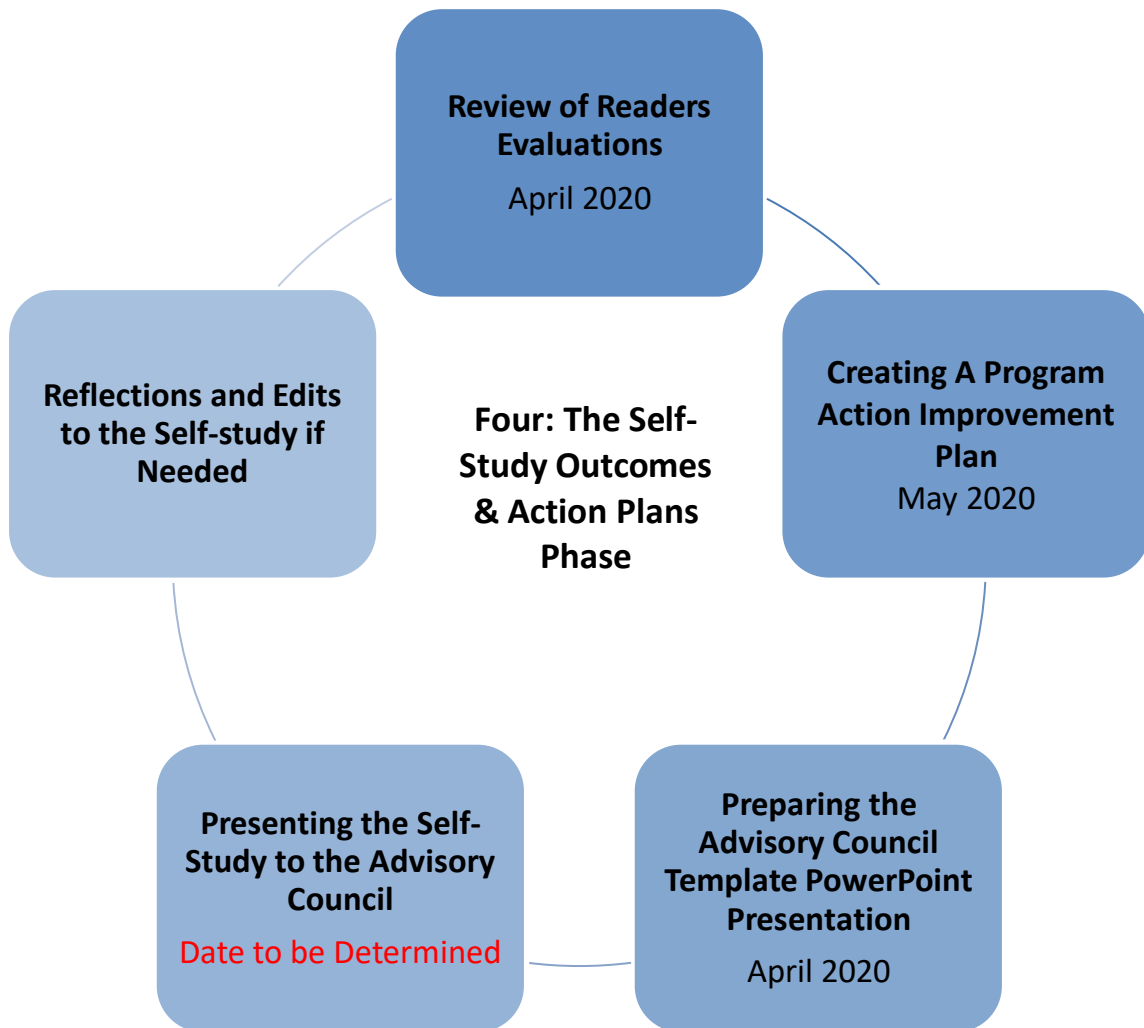 Review of Readers
Evaluations
April 2020
Creating A Program
Action Improvement
Plan
May 2020
Preparing the
Advisory Council
Template PowerPoint
Presentation
April 2020
Presenting the Self-
Study to the Advisory
Council
Date to be Determined
Reflections and Edits
to the Self-study if
Needed
Four: The Self-
Study Outcomes
& Action Plans
Phase